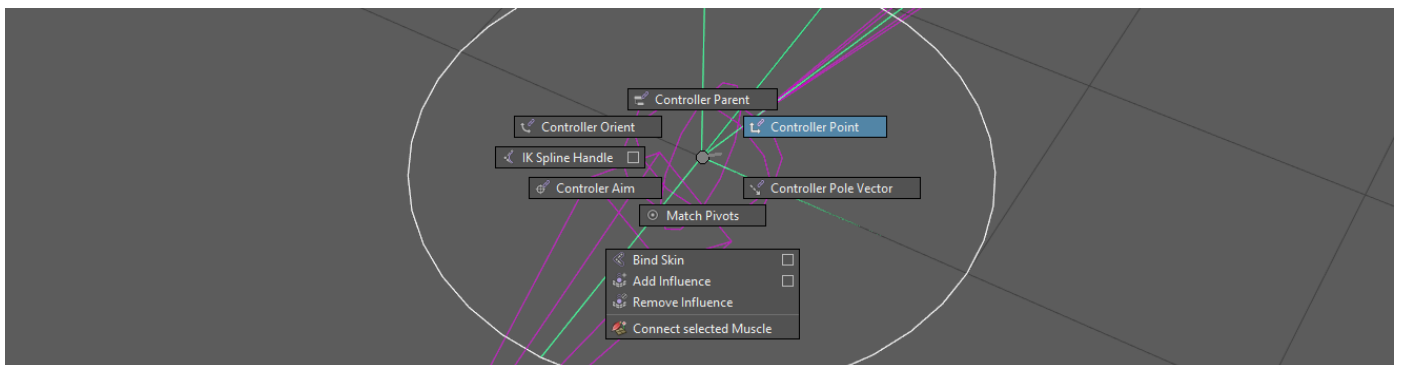 Controller Parent
Controller Orient
Controller Point
IK Spline Handle
Controler Aim
Controller Pole Vector
Match Pivots
Bind Skin
Add Influence
Remove Influence
Connect selected Muscle